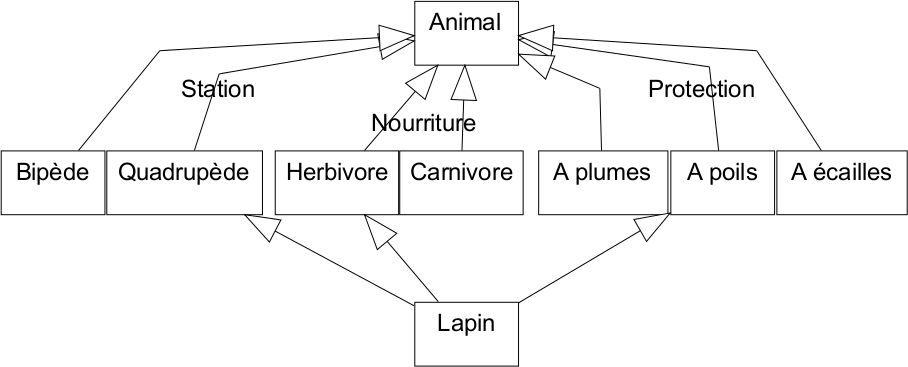 Animal
Station
Protection
Nourriture
Bipède
Quadrupède
Herbivore
Carnivore
A plumes
A poils
A écailles
Lapin